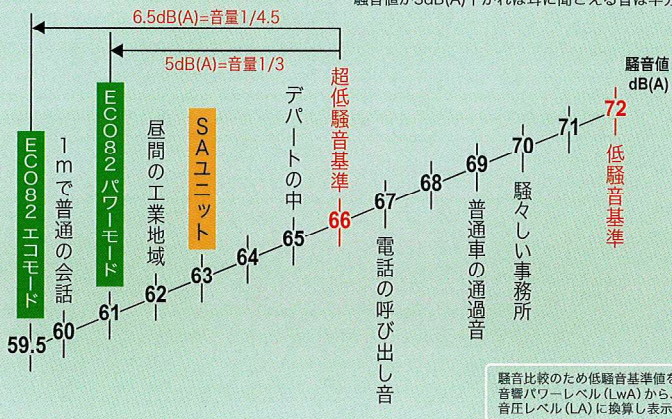 騒音値が3dB(A)下がれば耳に聞こえる音は半分
6.5dB(A)=音量1/4.5
5dB(A)=音量1/3
騒音値
dB(A)
ECO82 エコモード
1mで普通の会話
ECO82 パワーモード
昼間の工業地域
SAユニット
デパートの中
超低騒音基準
電話の呼び出し音
普通車の通過音
騒々しい事務所
低騒音基準
59.5
60
61
62
63
64
65
66
67
68
69
70
71
72
騒音比較のため低騒音基準値を
音響パワーレベル(LwA)から、
音圧レベル(LA)に換算し表示